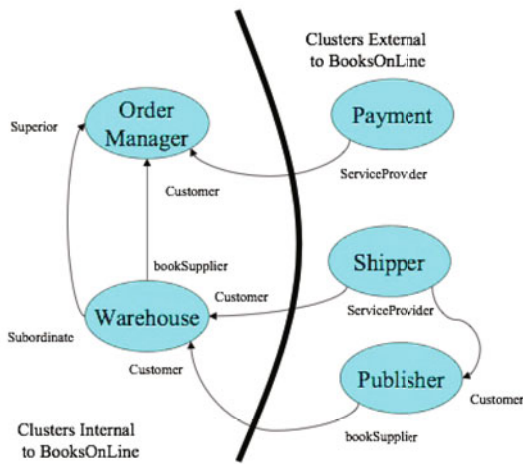 Clusters External
to BooksOnLine
Order
Manager
Payment
Superior
Customer
ServiceProvider
bookSupplier
Shipper
Customer
Warehouse
ServiceProvider
Subordinate
Customer
Publisher
Customer
bookSupplier
Clusters Internal
to BooksOnLine